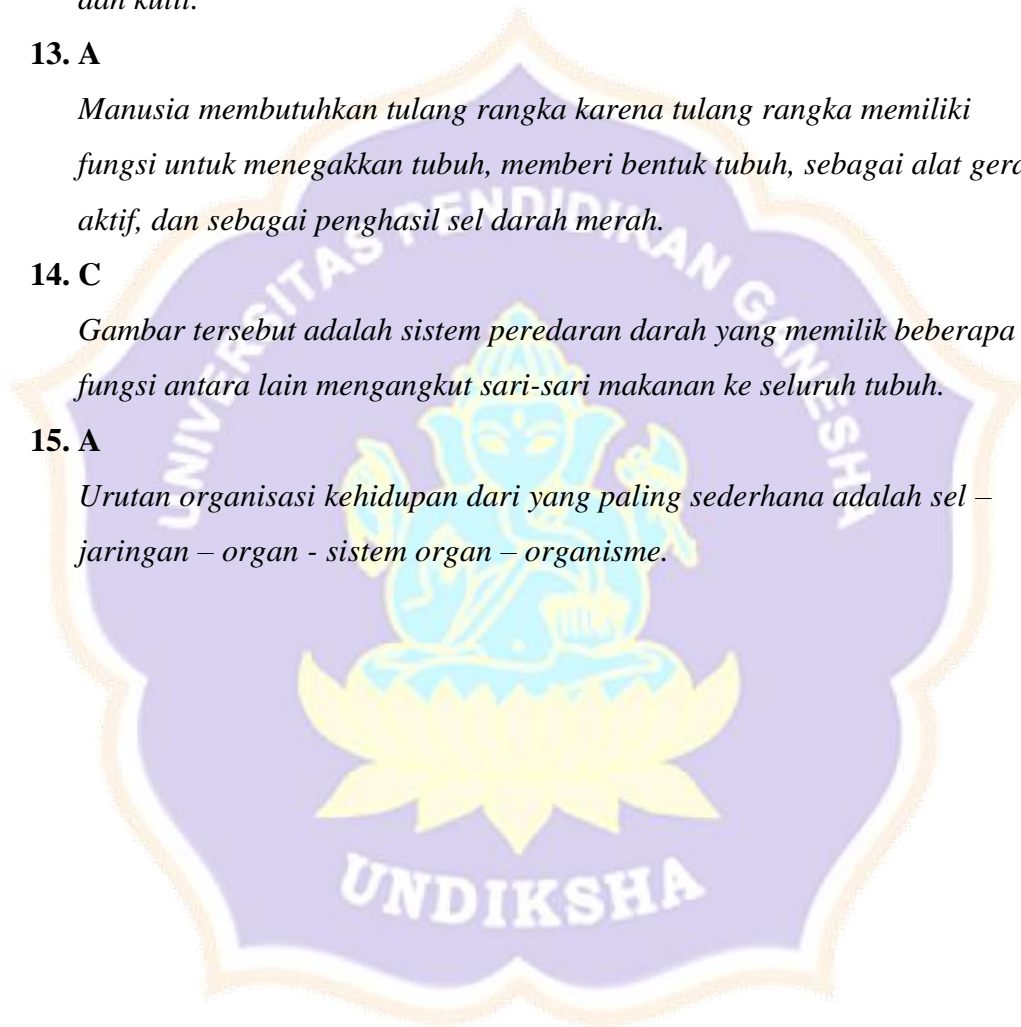 dan kulit.
13. A
Manusia membutuhkan tulang rangka karena tulang rangka memiliki
fungsi untuk menegakkan tubuh, memberi bentuk tubuh, sebagai alat gera
aktif, dan sebagai penghasil sel darah merah.
14. C
Gambar tersebut adalah sistem peredaran darah yang memilik beberapa
fungsi antara lain mengangkut sari-sari makanan ke seluruh tubuh.
15. A
Urutan organisasi kehidupan dari yang paling sederhana adalah sel –
jaringan – organ - sistem organ – organisme.
UNIVERSITAS PENDIDIKAN GANESHA
UNDIKSHA